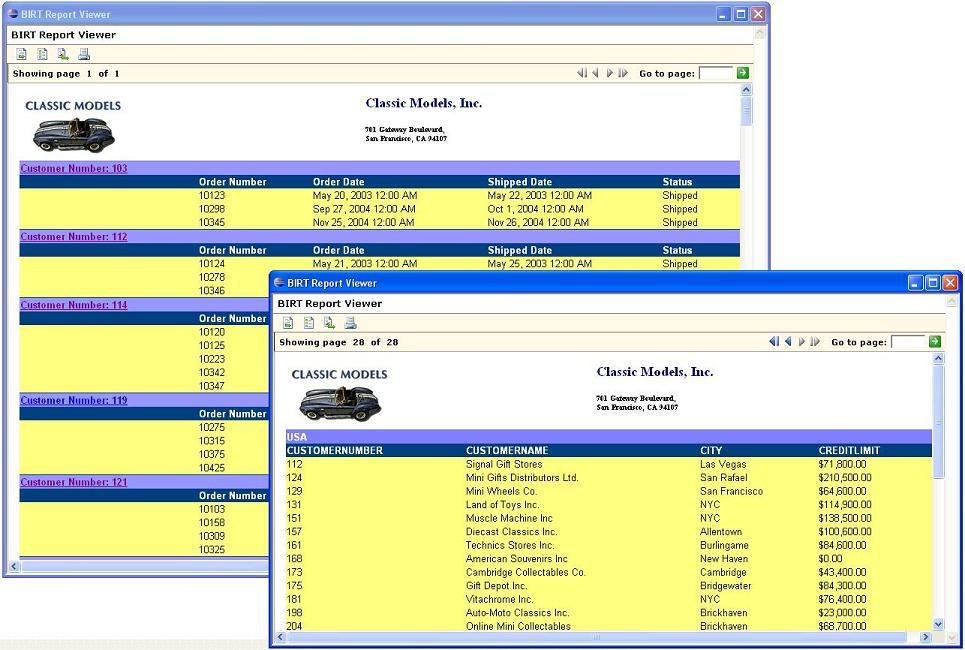 BIRT Report Viewer
BIRT Report Viewer
Showing page 1 of 1 Go to page:
CLASSIC MODELS
Classic Models, Inc.
701 Gateway Boulevard,
San Francisco, CA 94107
Customer Number: 103
Order Number Order Date Shipped Date Status
10123 May 20, 2003 12:00 AM May 22, 2003 12:00 AM Shipped
10298 Sep 27, 2004 12:00 AM Oct 1, 2004 12:00 AM Shipped
10345 Nov 25, 2004 12:00 AM Nov 26, 2004 12:00 AM Shipped
Customer Number: 112
Order Number Order Date Shipped Date Status
10124 May 21, 2003 12:00 AM May 25, 2003 12:00 AM Shipped
10278
10346
Customer Number: 114
Order Number
10120
10125
10223
10342
10347
Customer Number: 119
Order Number
10275
10315
10375
10425
Customer Number: 121
Order Number
10103
10158
10309
10325
BIRT Report Viewer
BIRT Report Viewer
Showing page 28 of 28 Go to page:
CLASSIC MODELS
Classic Models, Inc.
701 Gateway Boulevard,
San Francisco, CA 94107
USA
CUSTOMERNUMBER CUSTOMERNAME CITY CREDITLIMIT
112 Signal Gift Stores Las Vegas $71,800.00
124 Mini Gifts Distributors Ltd. San Rafael $210,500.00
129 Mini Wheels Co. San Francisco $64,600.00
131 Land of Toys Inc. NYC $114,900.00
151 Muscle Machine Inc NYC $138,500.00
157 Diecast Classics Inc. Allentown $100,600.00
161 Technics Stores Inc. Burlingame $84,600.00
168 American Souvenirs Inc New Haven $0.00
173 Cambridge Collectables Co. Cambridge $43,400.00
175 Gift Depot Inc. Bridgewater $84,300.00
181 Vitachrome Inc. NYC $76,400.00
198 Auto-Moto Classics Inc. Brickhaven $23,000.00
204 Online Mini Collectables Brickhaven $68,700.00